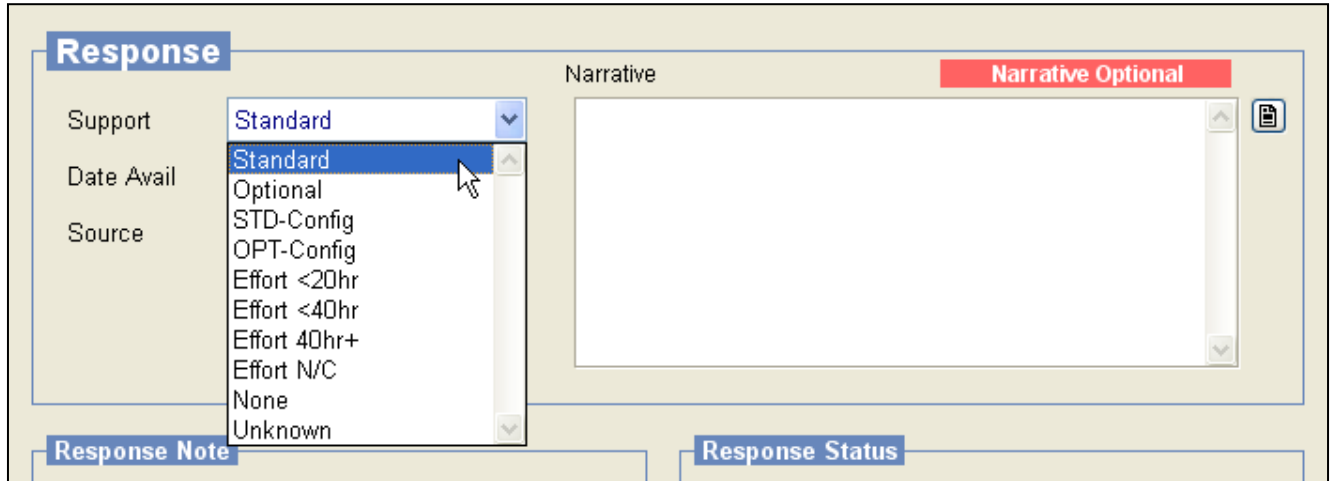 Response
Narrative
Narrative Optional
Support
Standard
Standard
Date Avail
Optional
STD-Config
Source
OPT-Config
Effort <20hr
Effort <40hr
Effort 40hr+
Effort N/C
None
Unknown
Response Note
Response Status